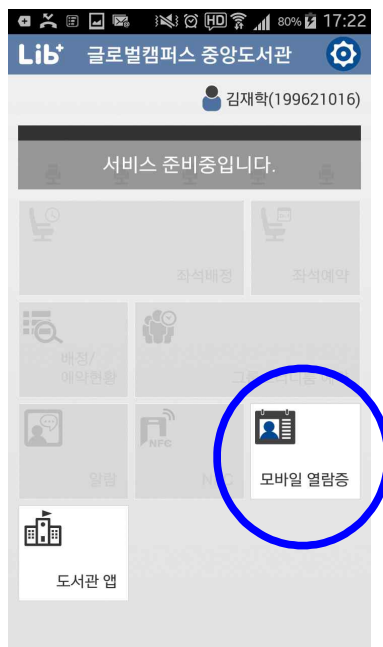 HD 80% 17:22
Lib+ 글로벌캠퍼스 중앙도서관
김재학(199621016)
서비스 준비중입니다.
좌석배정 좌석예약
배정/
예약현황
알람 NFC 모바일 열람증
도서관 앱